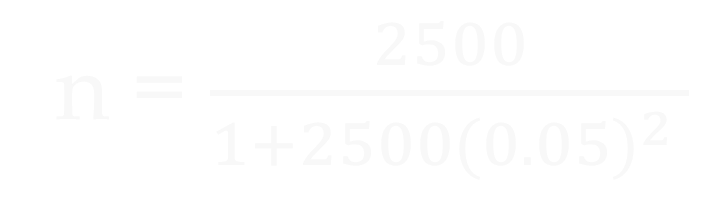 n = 2500 / 1+2500(0.05)²